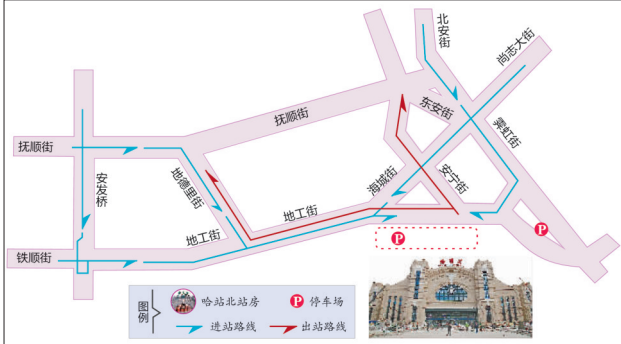 北安街
尚志大街
东安街
霁虹街
抚顺街
抚顺街
安发桥
地德里街
海城街
安宁街
地工街
地工街
铁顺街
P
P
图例
哈站北站房
P 停车场
进站路线
出站路线